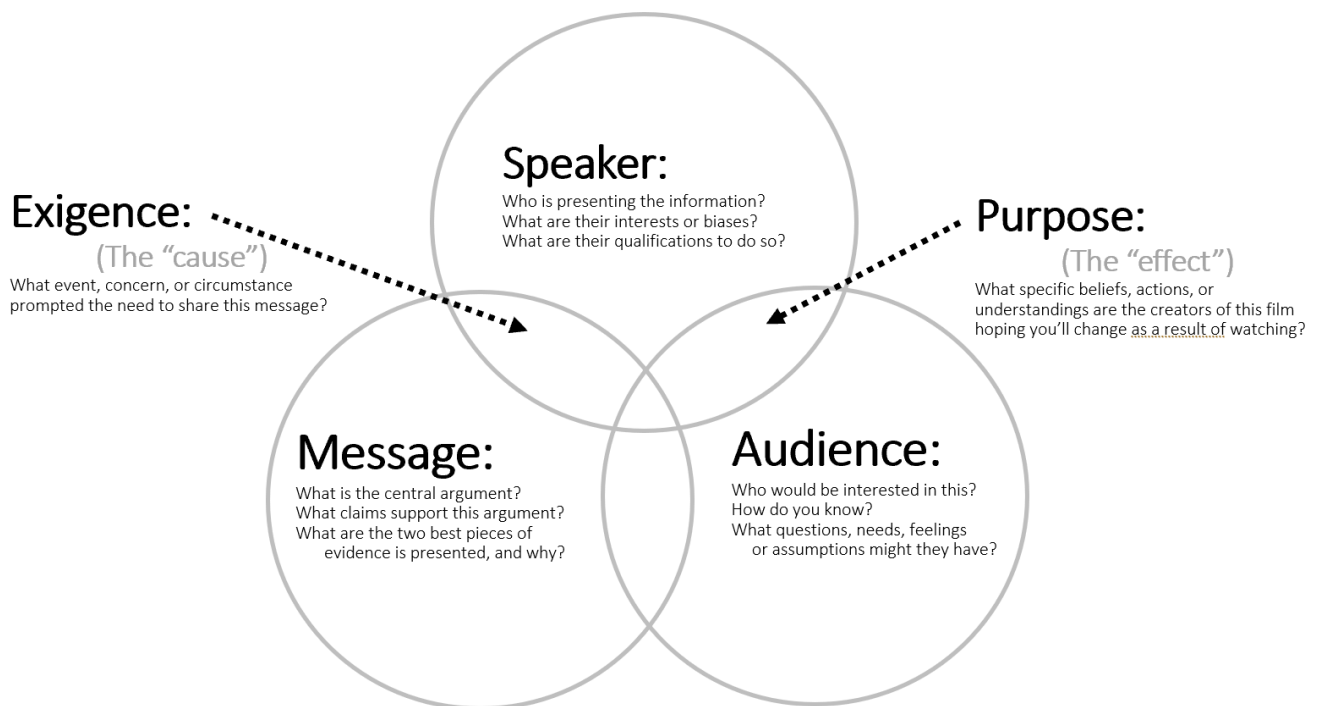 Speaker:
Who is presenting the information?
What are their interests or biases?
What are their qualifications to do so?
Exigence:
(The “cause”)
What event, concern, or circumstance
prompted the need to share this message?
Purpose:
(The “effect”)
What specific beliefs, actions, or
understandings are the creators of this film
hoping you’ll change as a result of watching?
Message:
What is the central argument?
What claims support this argument?
What are the two best pieces of
evidence is presented, and why?
Audience:
Who would be interested in this?
How do you know?
What questions, needs, feelings
or assumptions might they have?